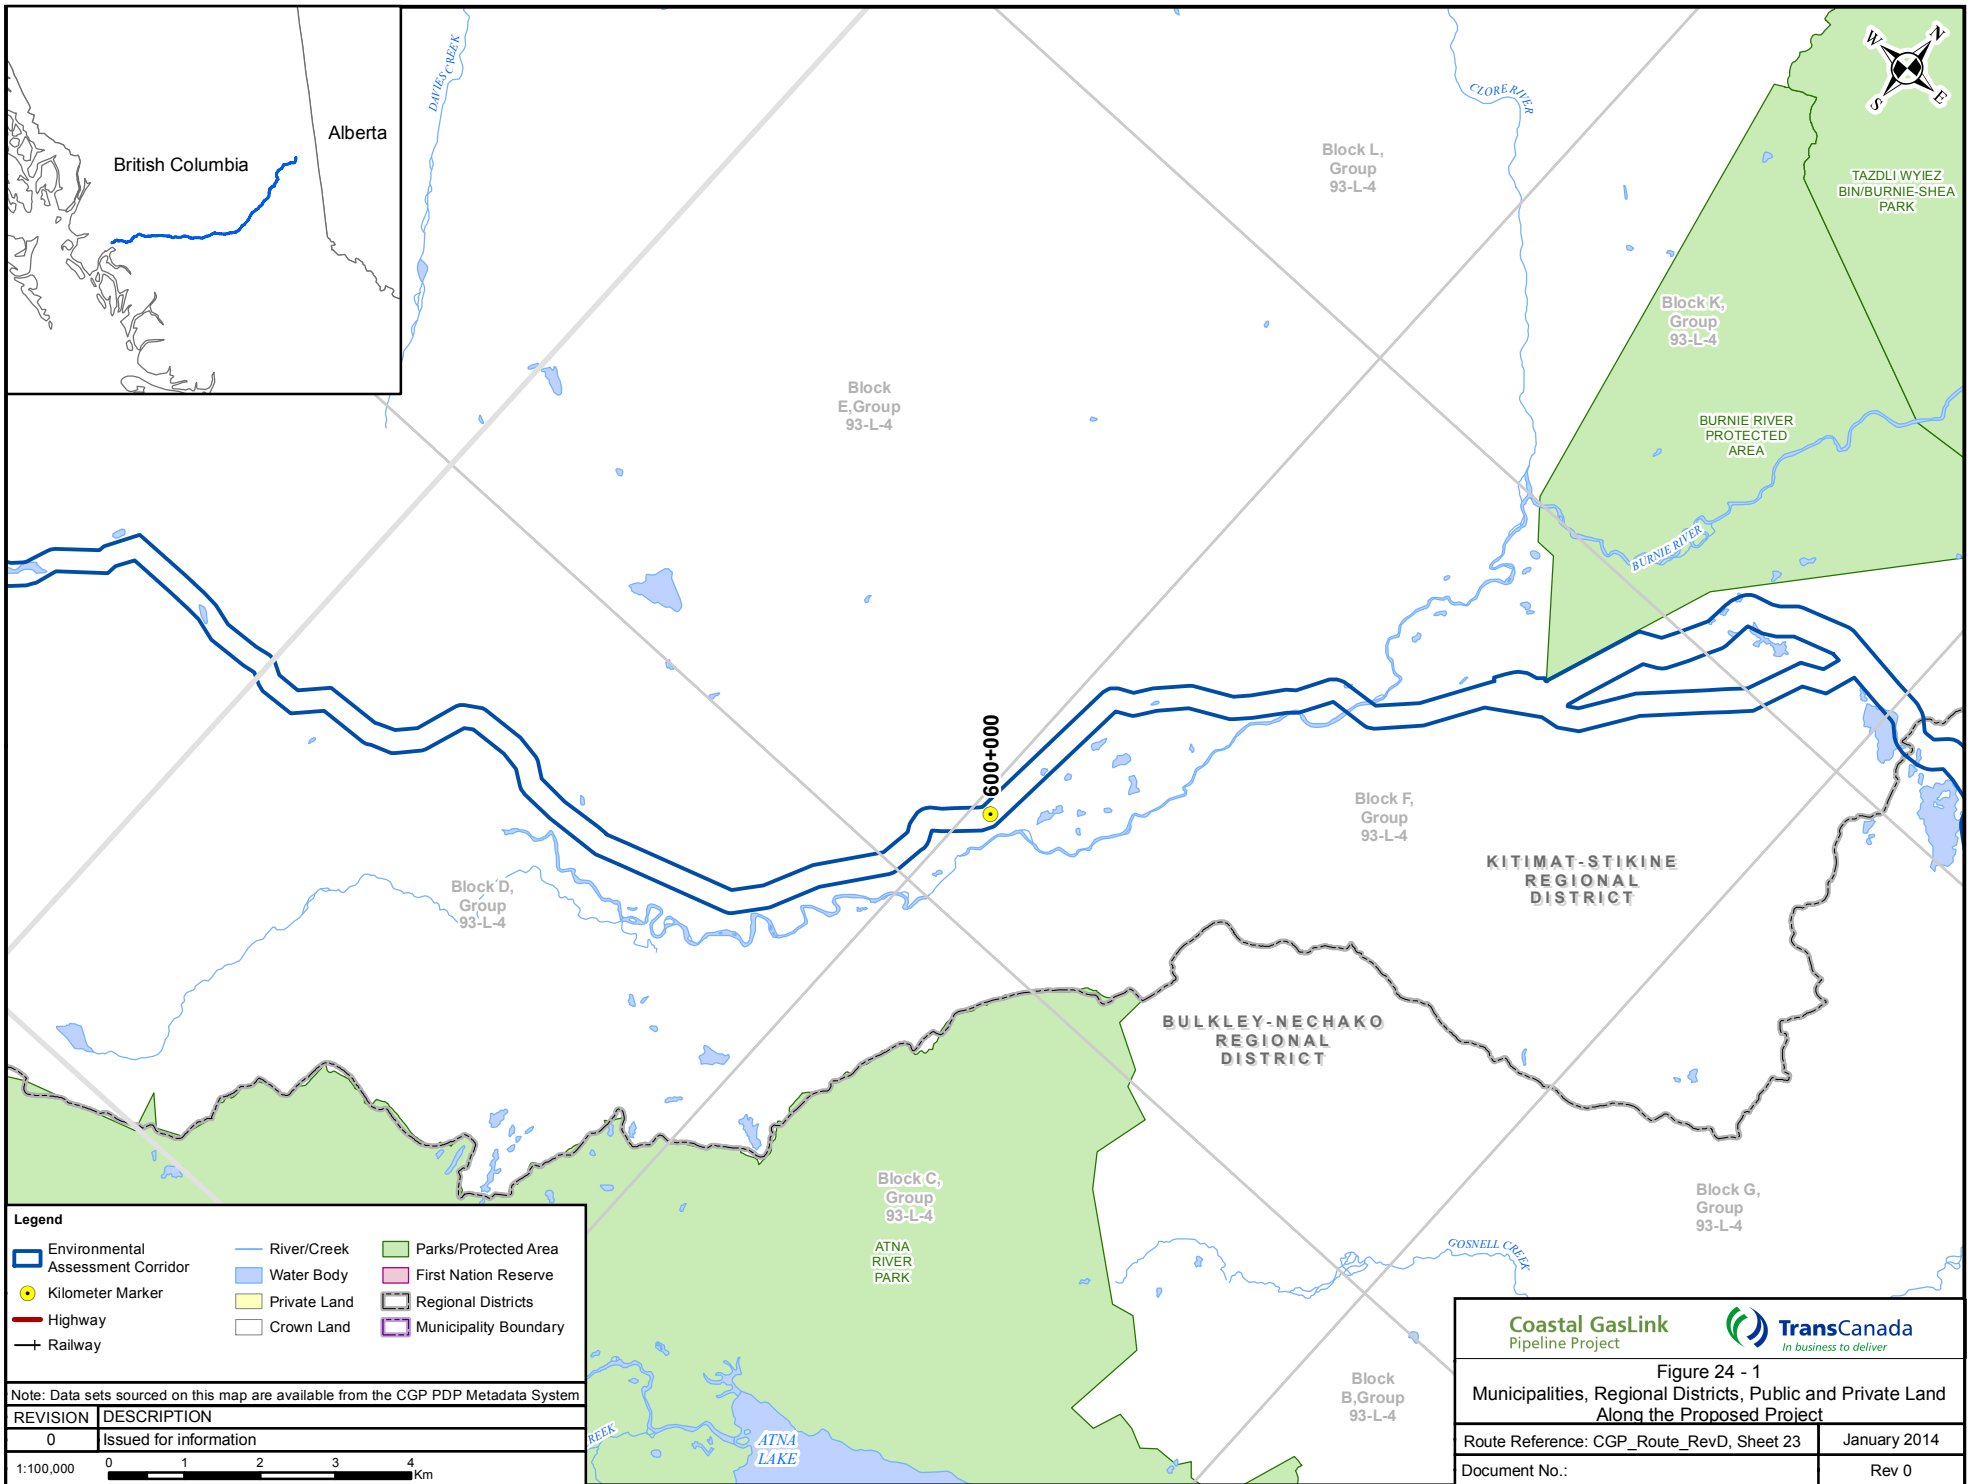 British Columbia
Alberta
DAVIES CREEK
CLORE RIVER
W
N
S
E
Block L,
Group
93-L-4
TAZDLI WYIEZ
BIN/BURNIE-SHEA
PARK
Block K,
Group
93-L-4
Block
E,Group
93-L-4
BURNIE RIVER
PROTECTED
AREA
BURNIE RIVER
600+000
Block F,
Group
93-L-4
KITIMAT-STIKINE
REGIONAL
DISTRICT
Block D,
Group
93-L-4
BULKLEY-NECHAKO
REGIONAL
DISTRICT
Block C,
Group
93-L-4
ATNA
RIVER
PARK
Block G,
Group
93-L-4
GOSNELL CREEK
Block
B,Group
93-L-4
REEK
ATNA
LAKE
Legend
Environmental
Assessment Corridor
Kilometer Marker
Highway
Railway
River/Creek
Water Body
Private Land
Crown Land
Parks/Protected Area
First Nation Reserve
Regional Districts
Municipality Boundary
Note: Data sets sourced on this map are available from the CGP PDP Metadata System
REVISION DESCRIPTION
0 Issued for information
1:100,000 0 1 2 3 4 Km
Coastal GasLink
Pipeline Project
TransCanada
In business to deliver
Figure 24 - 1
Municipalities, Regional Districts, Public and Private Land
Along the Proposed Project
Route Reference: CGP_Route_RevD, Sheet 23
January 2014
Document No.:
Rev 0